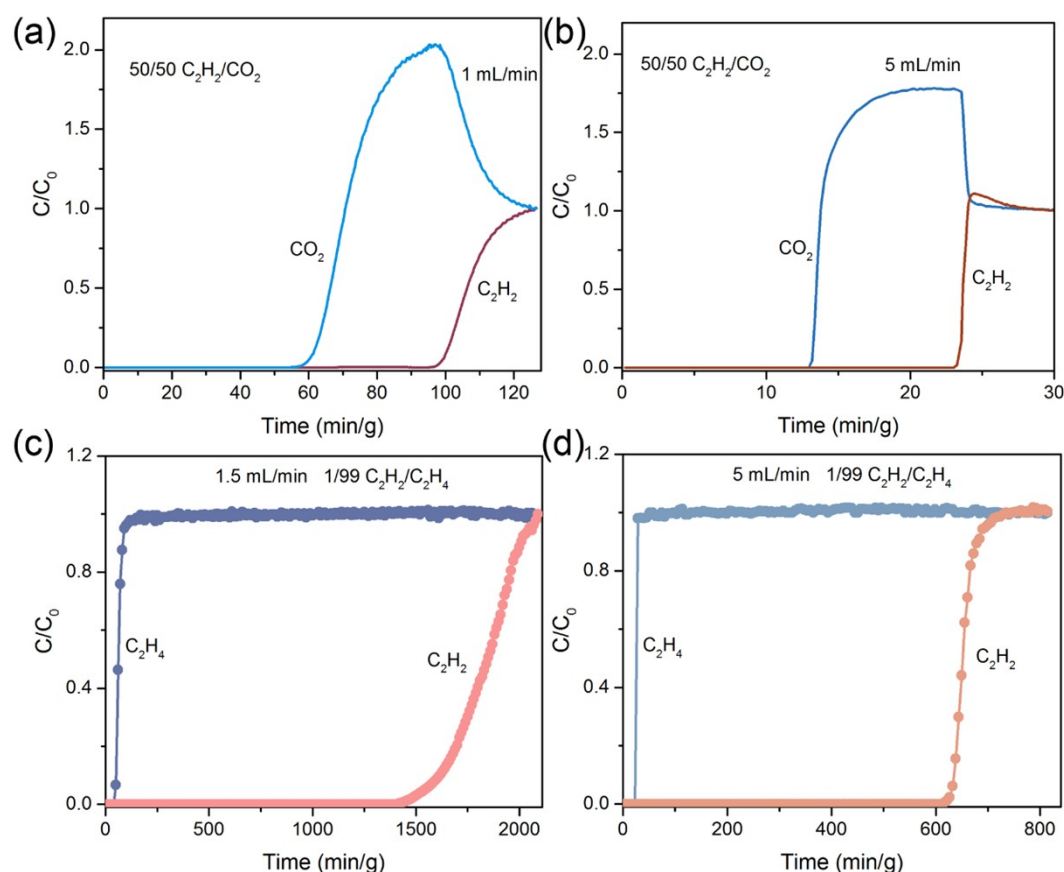 (a)
50/50 C₂H₂/CO₂
1 mL/min
CO₂
C₂H₂
C/C₀
0.0
0.5
1.0
1.5
2.0
0 20 40 60 80 100 120
Time (min/g)
(b)
50/50 C₂H₂/CO₂
5 mL/min
CO₂
C₂H₂
C/C₀
0.0
0.5
1.0
1.5
2.0
0 10 20 30
Time (min/g)
(c)
1.5 mL/min 1/99 C₂H₂/C₂H₄
C₂H₄
C₂H₂
C/C₀
0.0
0.4
0.8
1.2
0 500 1000 1500 2000
Time (min/g)
(d)
5 mL/min 1/99 C₂H₂/C₂H₄
C₂H₄
C₂H₂
C/C₀
0.0
0.4
0.8
1.2
0 200 400 600 800
Time (min/g)